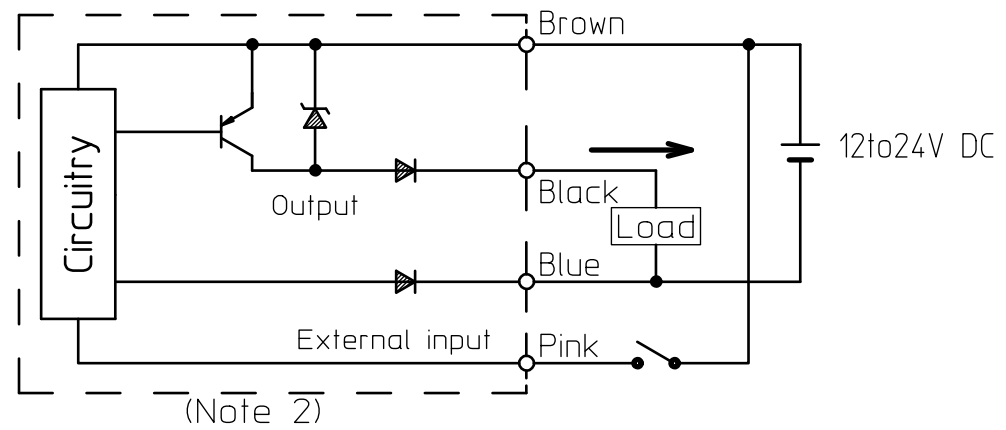 Brown
12to24V DC
Circuitry
Output
Black
Load
Blue
External input
Pink
(Note 2)